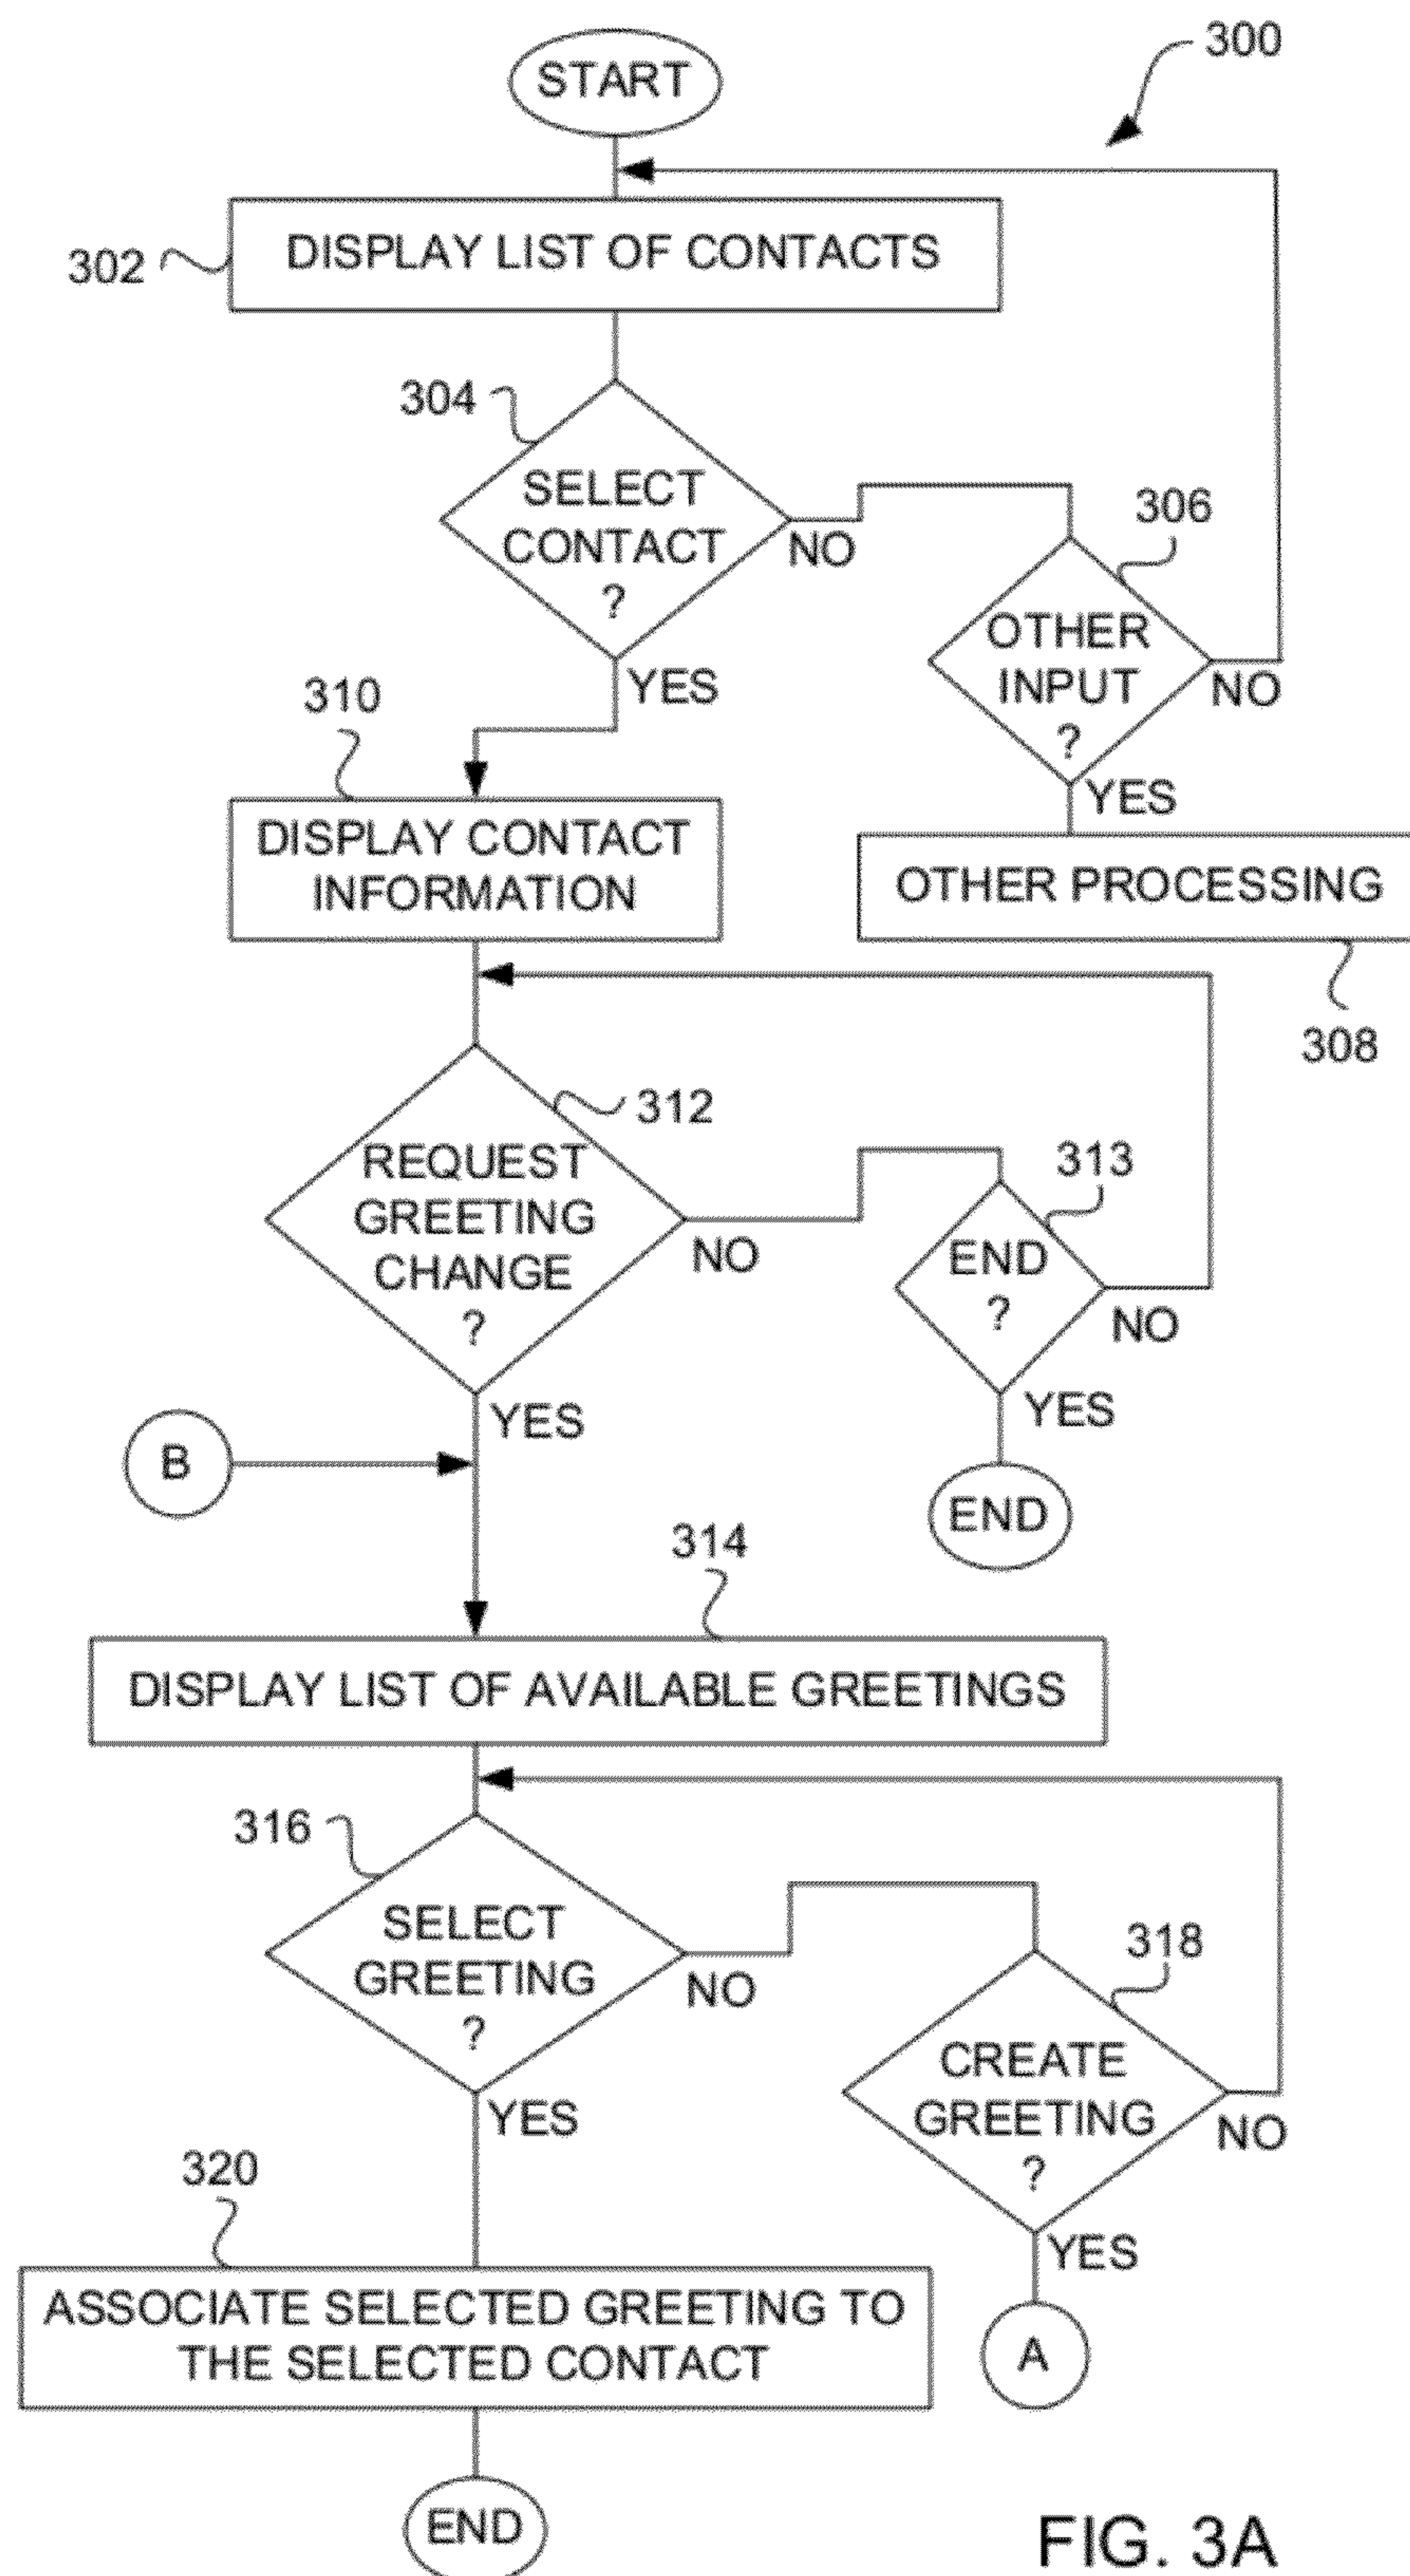 300
START
302
DISPLAY LIST OF CONTACTS
304
SELECT
CONTACT
?
NO
YES
306
OTHER
INPUT
?
NO
YES
310
DISPLAY CONTACT
INFORMATION
OTHER PROCESSING
308
312
REQUEST
GREETING
CHANGE
?
NO
YES
313
END
?
NO
YES
END
B
314
DISPLAY LIST OF AVAILABLE GREETINGS
316
SELECT
GREETING
?
NO
YES
318
CREATE
GREETING
?
NO
YES
A
320
ASSOCIATE SELECTED GREETING TO
THE SELECTED CONTACT
END
FIG. 3A